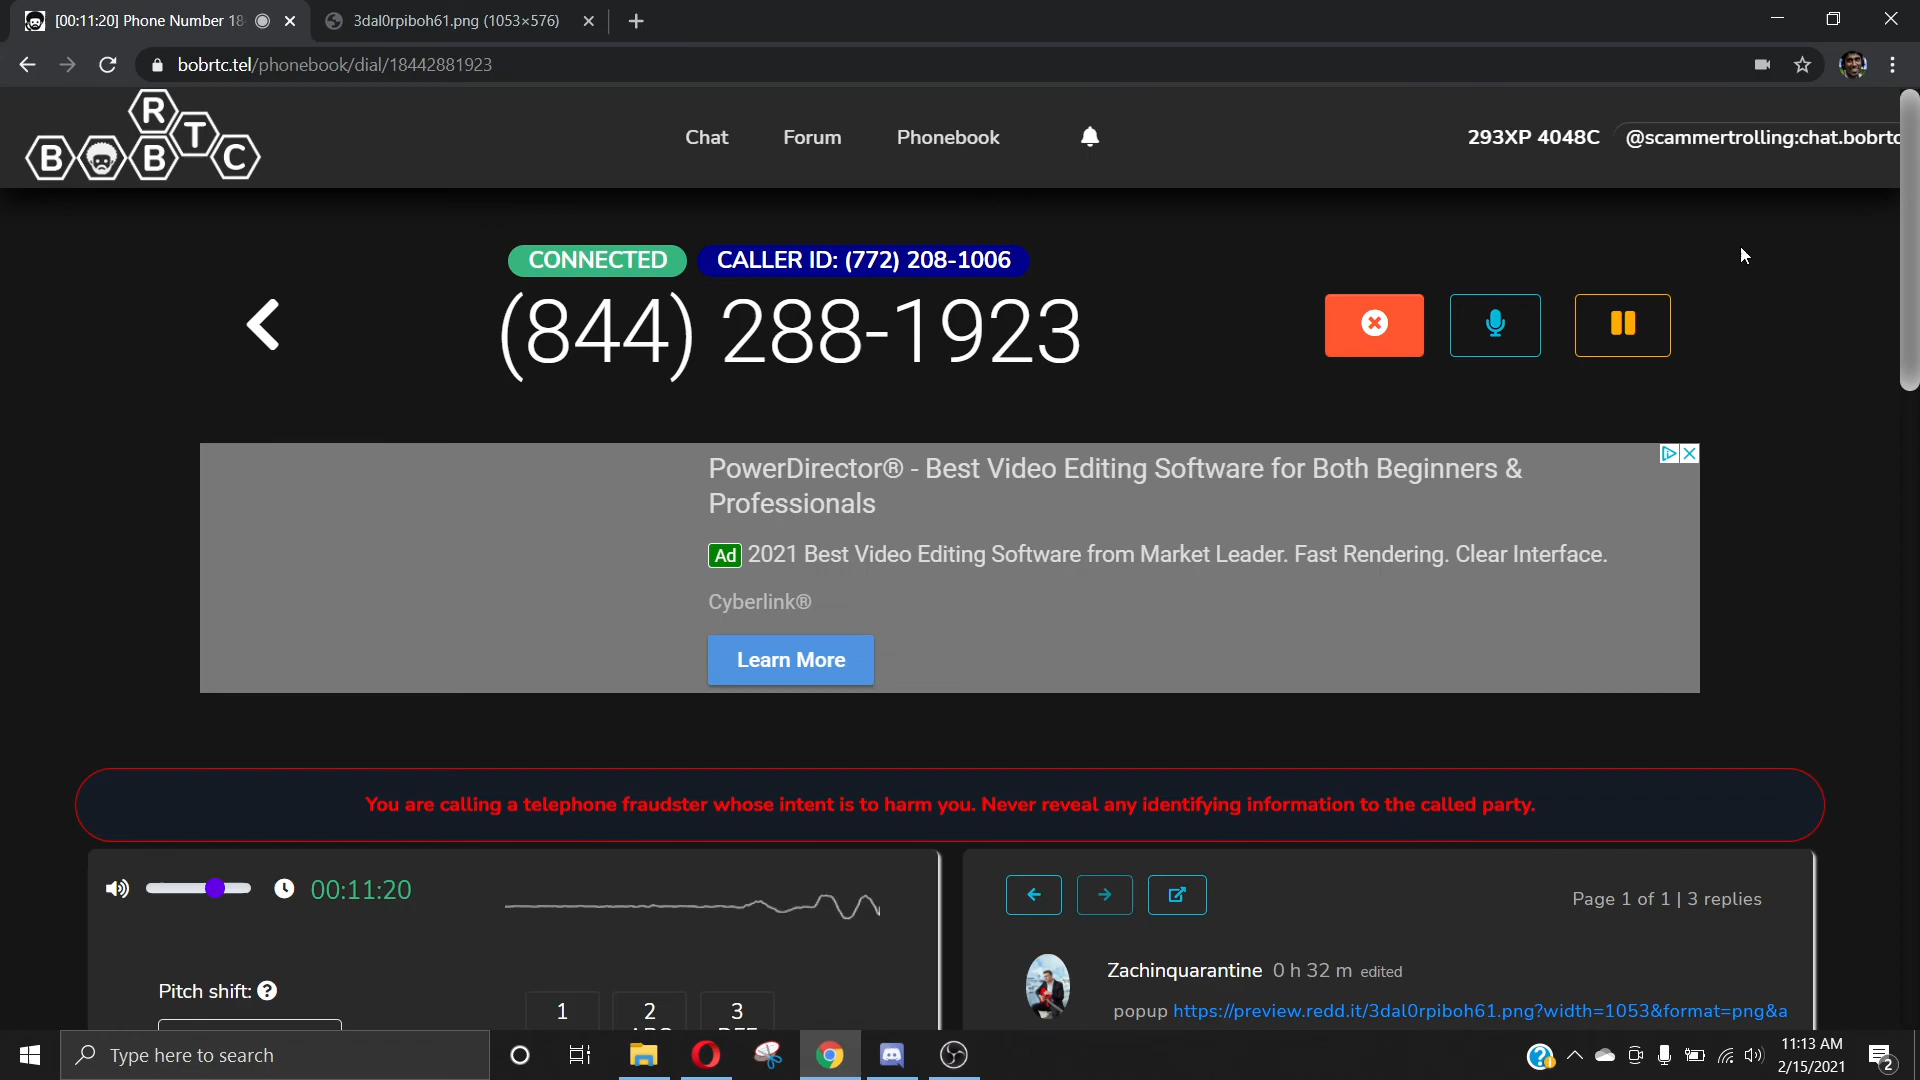 [00:11:20] Phone Number 18
3dal0rpiboh61.png (1053×576)
bobrtc.tel/phonebook/dial/18442881923
R
T
B B C
Chat
Forum
Phonebook
293XP 4048C
@scammertrolling:chat.bobrtc
CONNECTED
CALLER ID: (772) 208-1006
(844) 288-1923
PowerDirector® - Best Video Editing Software for Both Beginners &
Professionals
Ad 2021 Best Video Editing Software from Market Leader. Fast Rendering. Clear Interface.
Cyberlink®
Learn More
You are calling a telephone fraudster whose intent is to harm you. Never reveal any identifying information to the called party.
00:11:20
Page 1 of 1 | 3 replies
Zachinquarantine 0 h 32 m edited
Pitch shift: ?
popup https://preview.redd.it/3dal0rpiboh61.png?width=1053&format=png&a
1 2 3
ABC DEF
Type here to search
11:13 AM
2/15/2021
2